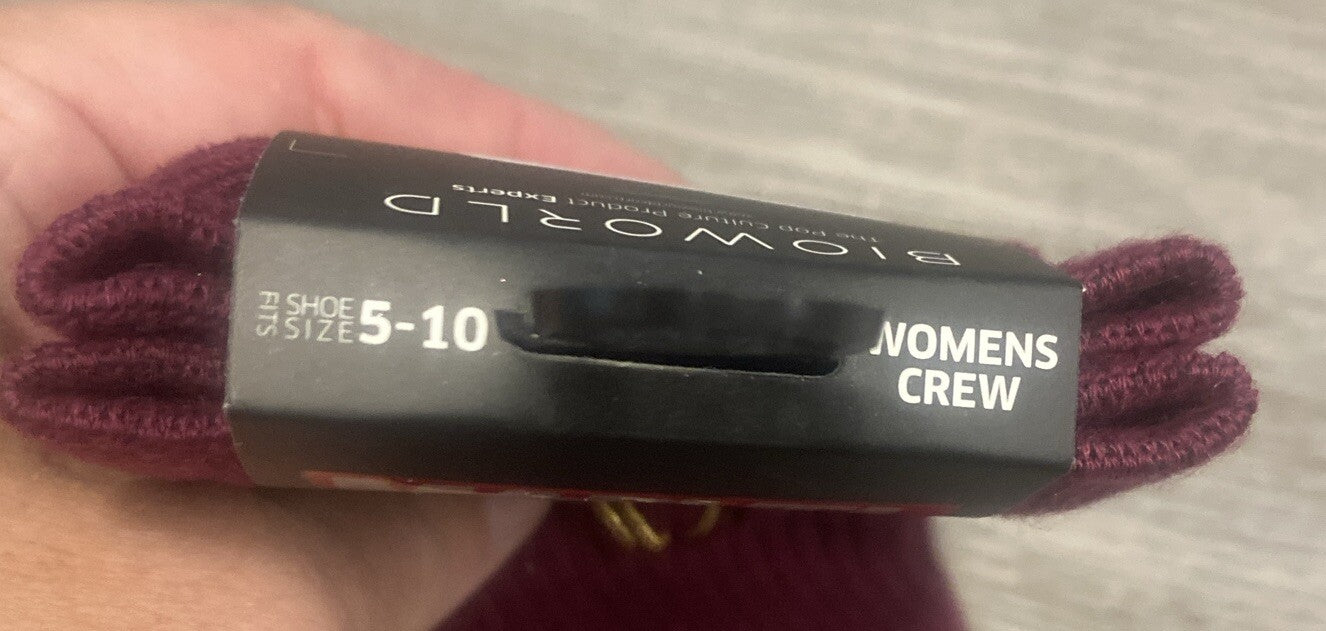 BIOWORLD
The Pop Culture Product Experts
FITS SHOE SIZE 5-10
WOMENS
CREW